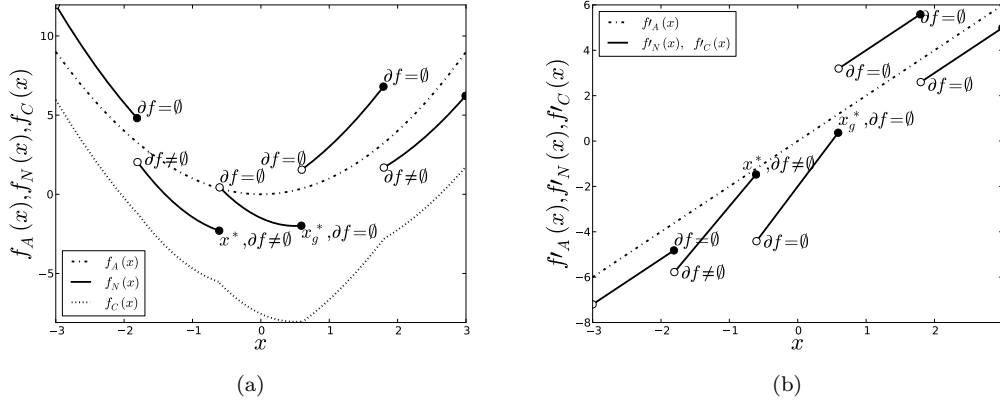 10
5
0
−5
−3
−2
−1
0
1
2
3
x
f_A(x), f_N(x), f_C(x)
∂f=∅
∂f≠∅
∂f=∅
x*, ∂f≠∅
∂f=∅
x_g*, ∂f=∅
∂f=∅
∂f≠∅
f_A(x)
f_N(x)
f_C(x)
(a)
6
4
2
0
−2
−4
−6
−8
−3
−2
−1
0
1
2
x
f′_A(x), f′_N(x), f′_C(x)
f′_A(x)
f′_N(x), f′_C(x)
∂f=∅
∂f=∅
∂f≠∅
x_g*, ∂f=∅
x*, ∂f≠∅
∂f=∅
∂f≠∅
∂f=∅
(b)